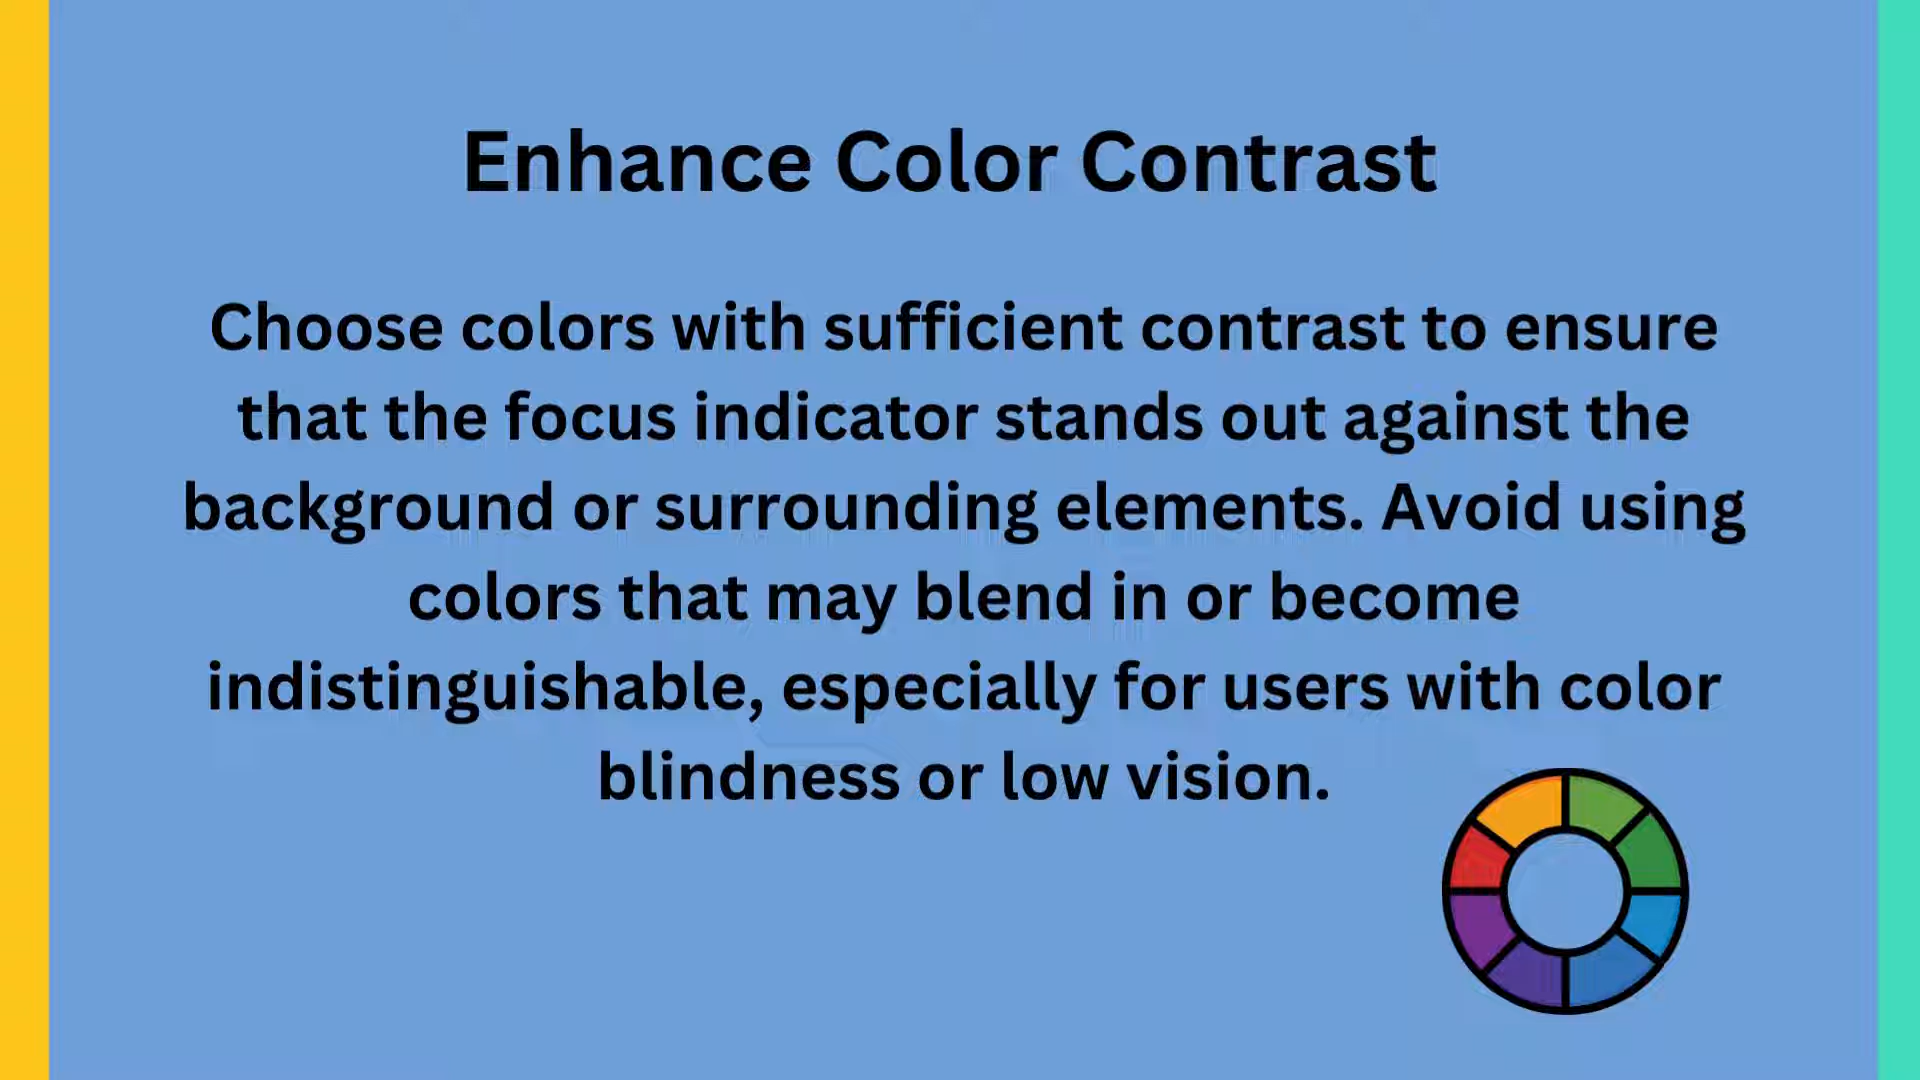 Enhance Color Contrast
Choose colors with sufficient contrast to ensure
that the focus indicator stands out against the
background or surrounding elements. Avoid using
colors that may blend in or become
indistinguishable, especially for users with color
blindness or low vision.